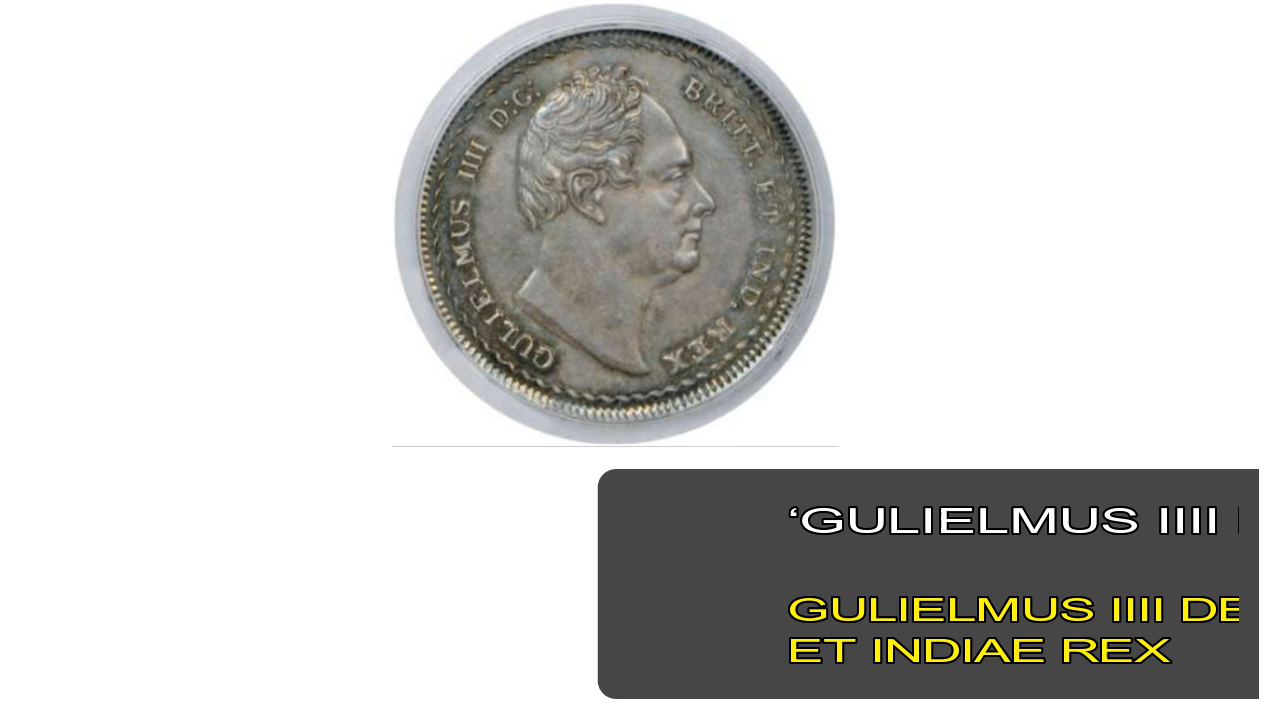 GULIELMUS IIII D:G: BRITT. ET IND. REX
‘GULIELMUS IIII
GULIELMUS IIII DE
ET INDIAE REX